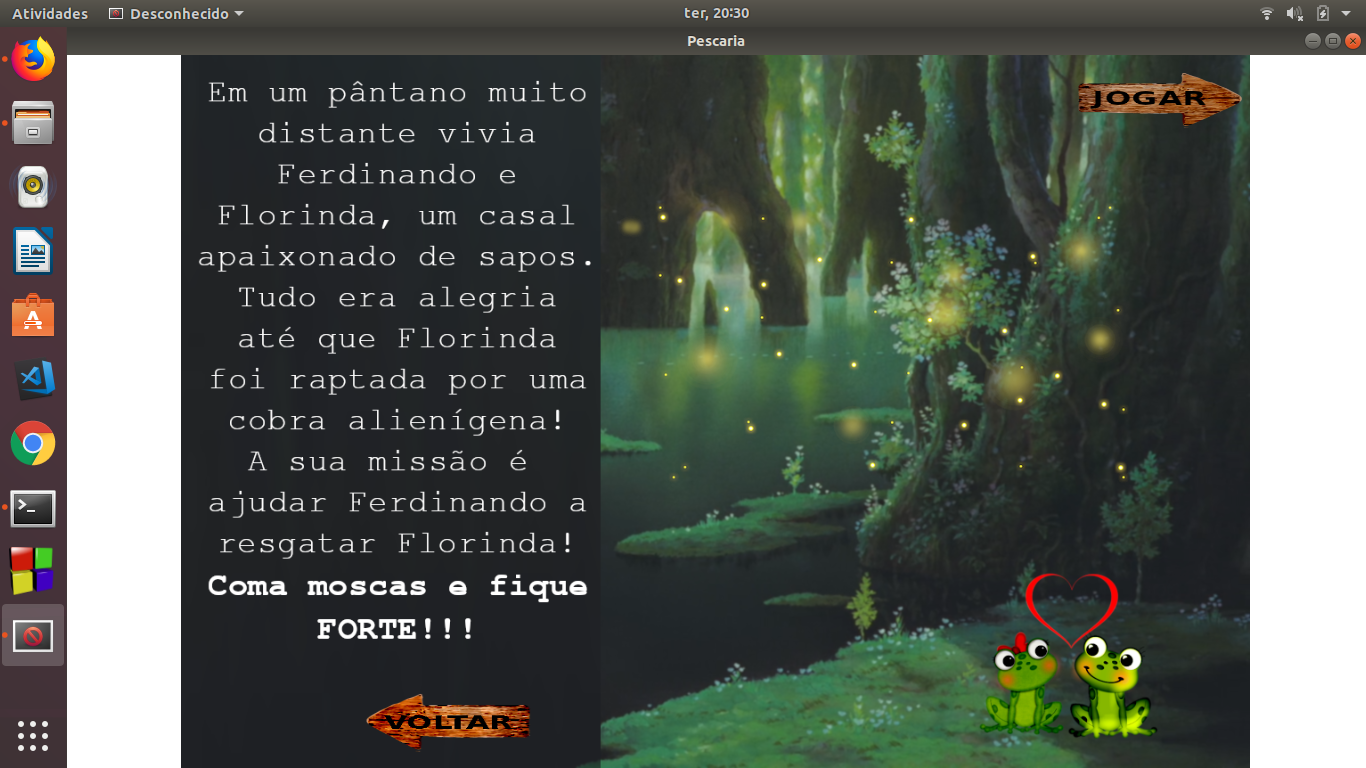 Atividades
Desconhecido
ter, 20:30
Pescaria
Em um pântano muito
distante vivia
Ferdinando e
Florinda, um casal
apaixonado de sapos.
Tudo era alegria
até que Florinda
foi raptada por uma
cobra alienígena!
A sua missão é
ajudar Ferdinando a
resgatar Florinda!
Coma moscas e fique
FORTE!!!
VOLTAR
JOGAR